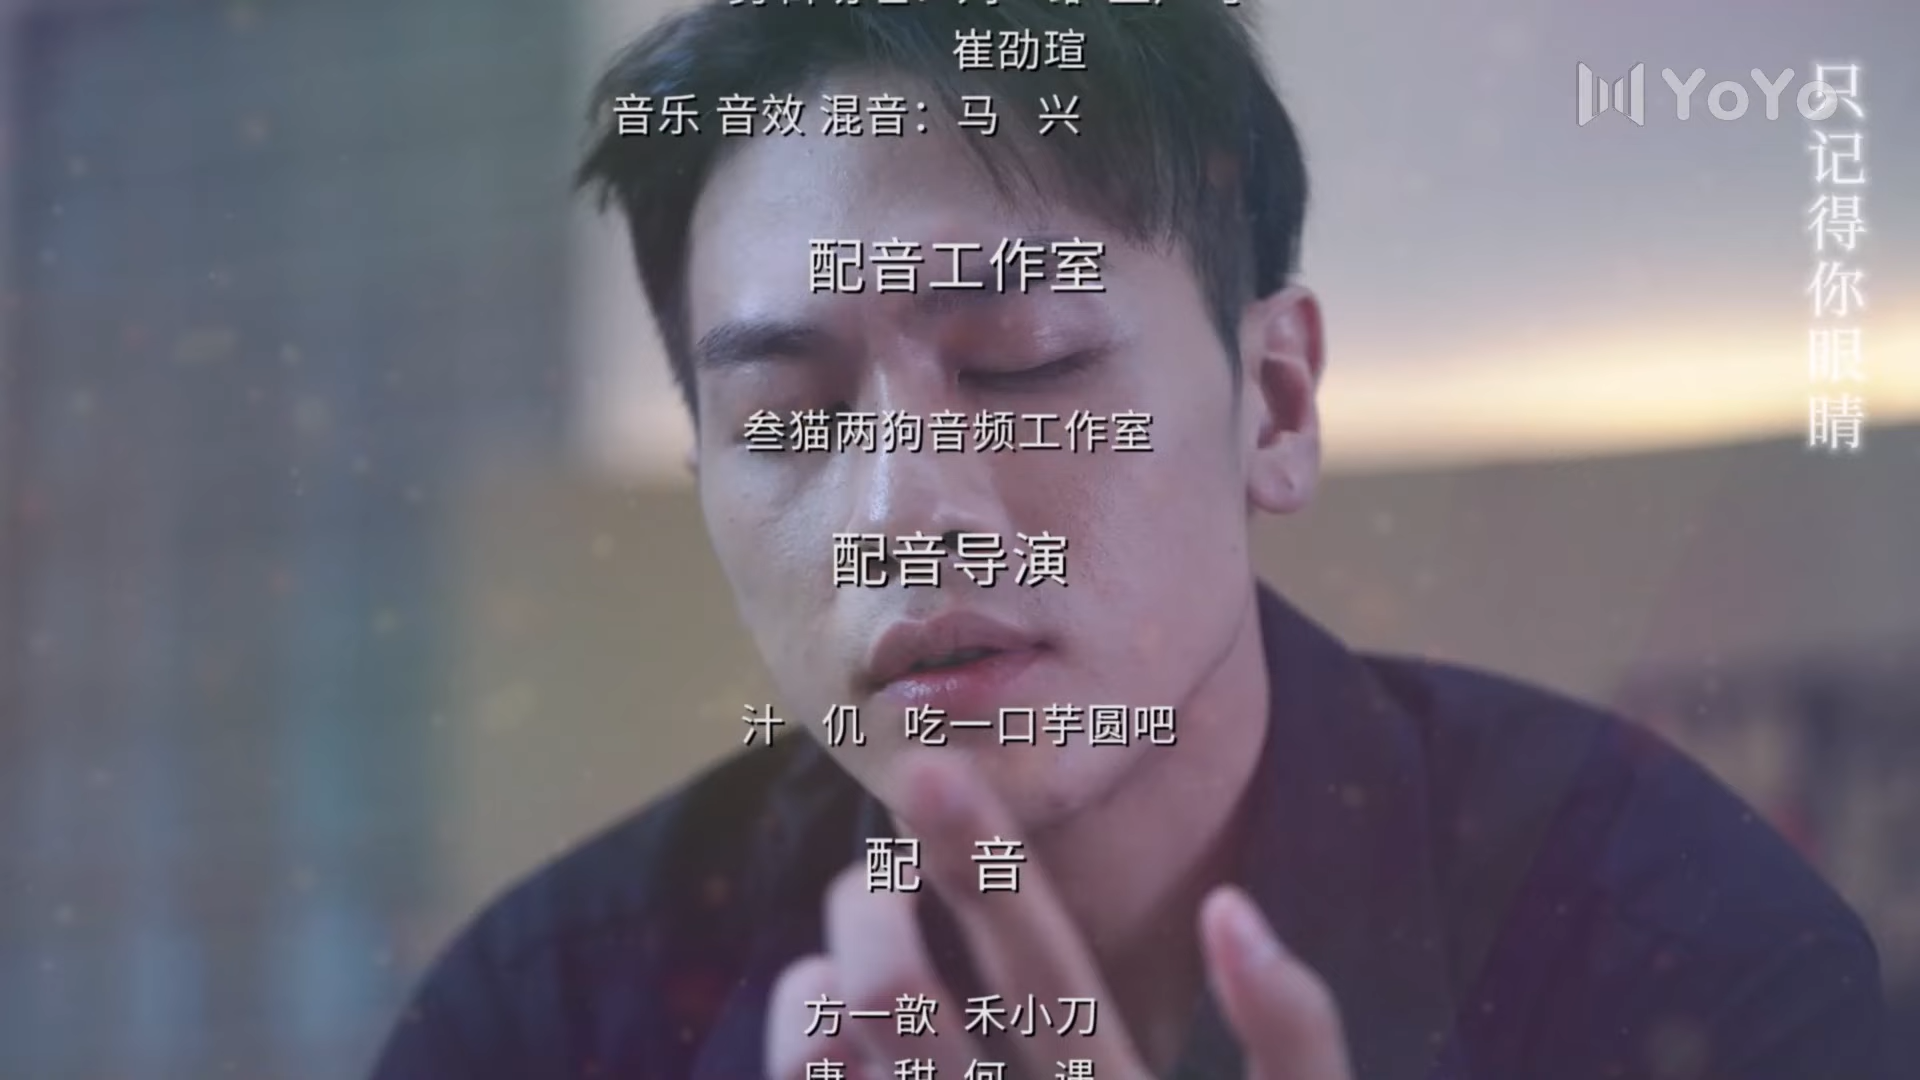 崔劭瑄
音乐 音效 混音：马 兴
配音工作室
叁猫两狗音频工作室
配音导演
汁 仉 吃一口芋圆吧
配 音
方一歆 禾小刀
YoYo
只记得你眼睛